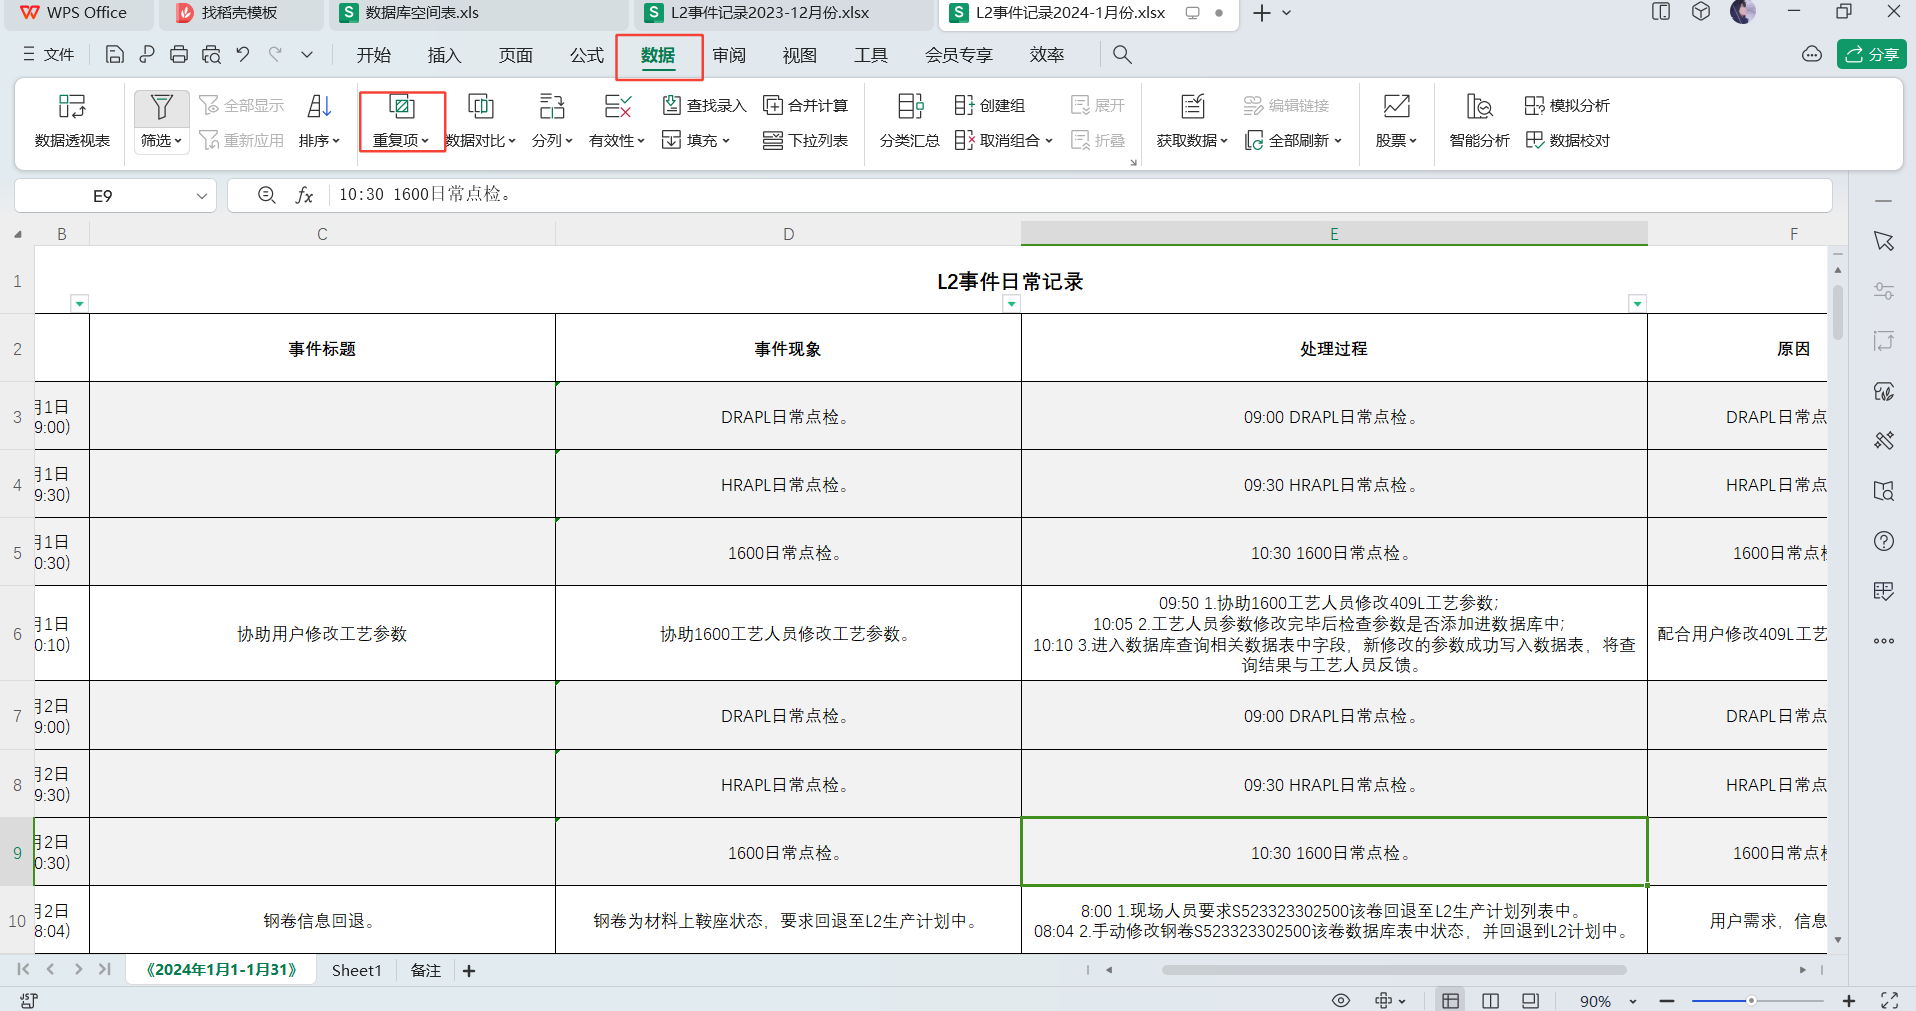 WPS Office
找稻壳模板
数据库空间表.xls
L2事件记录2023-12月份.xlsx
L2事件记录2024-1月份.xlsx
文件
开始
插入
页面
公式
数据
审阅
视图
工具
会员专享
效率
分享
数据透视表
筛选
全部显示
重新应用
排序
重复项
数据对比
分列
有效性
查找录入
填充
合并计算
下拉列表
分类汇总
创建组
取消组合
展开
折叠
获取数据
编辑链接
全部刷新
股票
智能分析
模拟分析
数据校对
E9
fx
10:30 1600日常点检。
B C D E F
1
L2事件日常记录
2
事件标题
事件现象
处理过程
原因
3
月1日
9:00)
DRAPL日常点检。
09:00 DRAPL日常点检。
DRAPL日常点
4
月1日
9:30)
HRAPL日常点检。
09:30 HRAPL日常点检。
HRAPL日常点
5
月1日
0:30)
1600日常点检。
10:30 1600日常点检。
1600日常点检
6
月1日
0:10)
协助用户修改工艺参数
协助1600工艺人员修改工艺参数。
09:50 1.协助1600工艺人员修改409L工艺参数;
10:05 2.工艺人员参数修改完毕后检查参数是否添加进数据库中;
10:10 3.进入数据库查询相关数据表中字段，新修改的参数成功写入数据表，将查
询结果与工艺人员反馈。
配合用户修改409L工艺
7
月2日
9:00)
DRAPL日常点检。
09:00 DRAPL日常点检。
DRAPL日常点
8
月2日
9:30)
HRAPL日常点检。
09:30 HRAPL日常点检。
HRAPL日常点
9
月2日
0:30)
1600日常点检。
10:30 1600日常点检。
1600日常点检
10
月2日
8:04)
钢卷信息回退。
钢卷为材料上鞍座状态，要求回退至L2生产计划中。
8:00 1.现场人员要求S523323302500该卷回退至L2生产计划列表中。
08:04 2.手动修改钢卷S523323302500该卷数据库表中状态，并回退到L2计划中。
用户需求，信息
《2024年1月1-1月31》
Sheet1
备注
90%